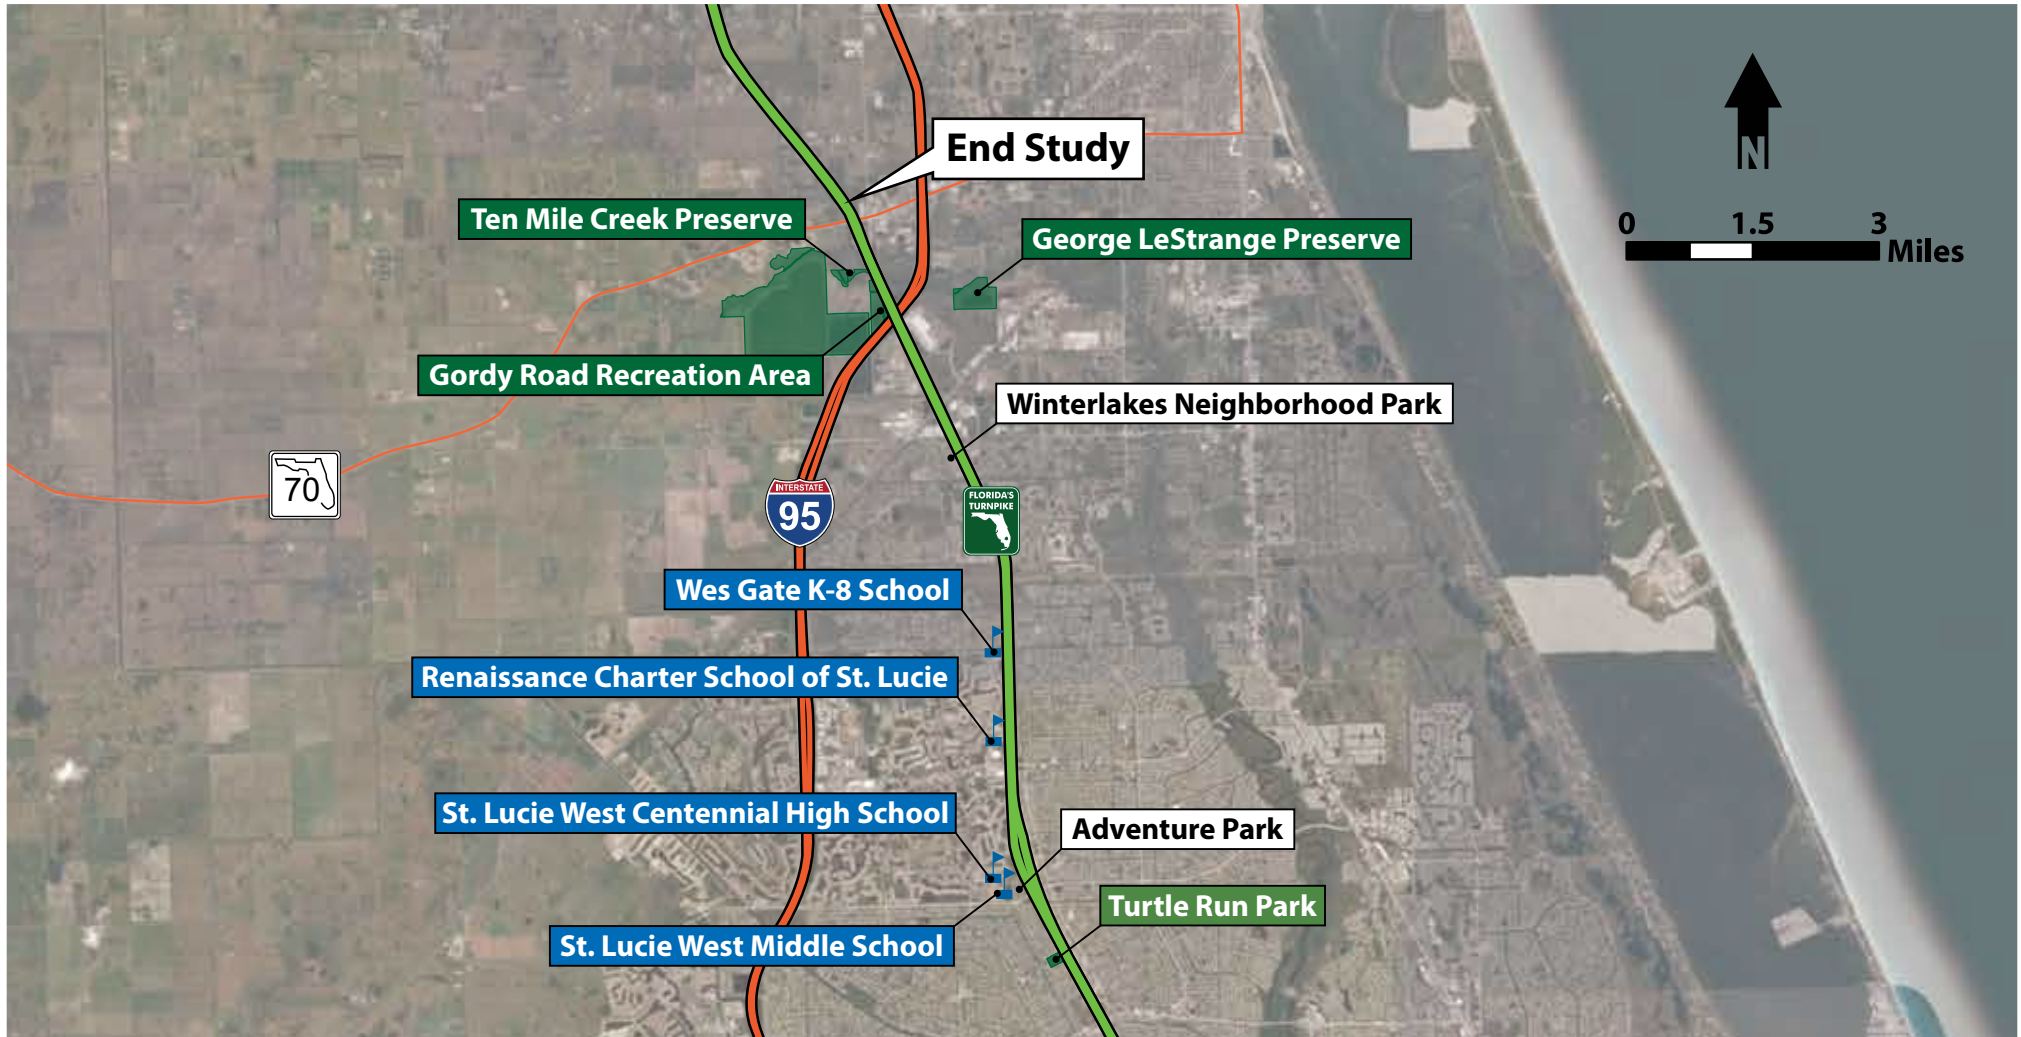 End Study
N
Ten Mile Creek Preserve
George LeStrange Preserve
0 1.5 3
Miles
Gordy Road Recreation Area
Winterlakes Neighborhood Park
70
INTERSTATE
95
FLORIDA'S
TURNPIKE
Wes Gate K-8 School
Renaissance Charter School of St. Lucie
St. Lucie West Centennial High School
Adventure Park
Turtle Run Park
St. Lucie West Middle School